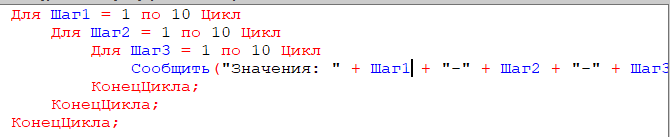 Для Шаг1 = 1 по 10 Цикл
Для Шаг2 = 1 по 10 Цикл
Для Шаг3 = 1 по 10 Цикл
Сообщить("Значения: " + Шаг1 + "-" + Шаг2 + "-" + Шаг3
КонецЦикла;
КонецЦикла;
КонецЦикла;